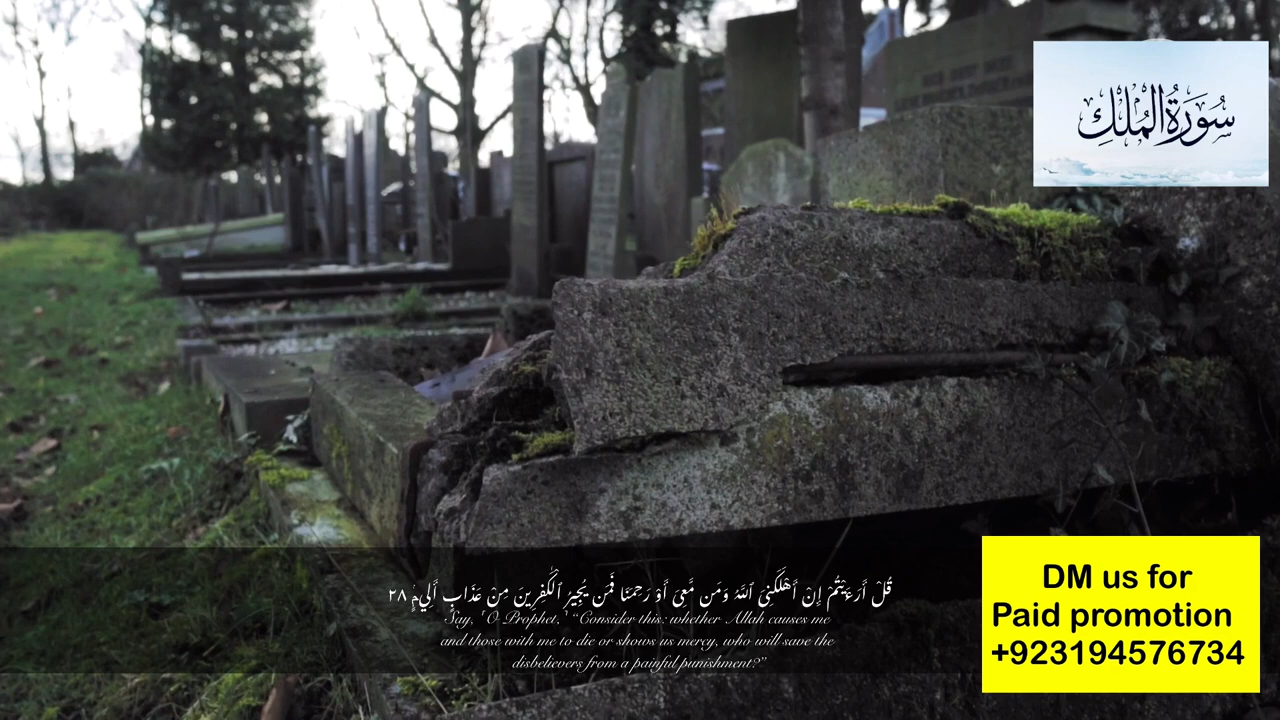 سُورَةُ الْمُلْكِ
قُلْ أَرَءَيْتُمْ إِنْ أَهْلَكَنِىَ ٱللَّهُ وَمَن مَّعِىَ أَوْ رَحِمَنَا فَمَن يُجِيرُ ٱلْكَـٰفِرِينَ مِنْ عَذَابٍ أَلِيمٍۢ ٢٨
Say, ˹O Prophet,˺ “Consider this: whether Allah causes me
and those with me to die or shows us mercy, who will save the
disbelievers from a painful punishment?”
DM us for
Paid promotion
+923194576734